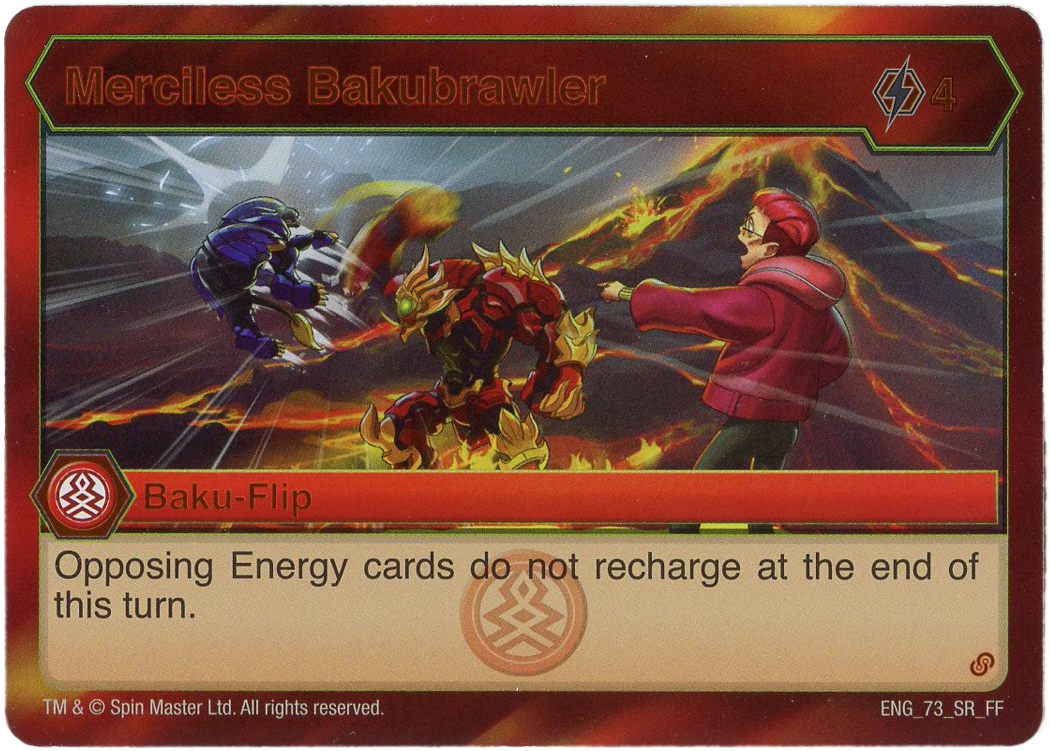 Merciless Bakubrawler
4
Baku-Flip
Opposing Energy cards do not recharge at the end of
this turn.
TM & © Spin Master Ltd. All rights reserved.
ENG_73_SR_FF